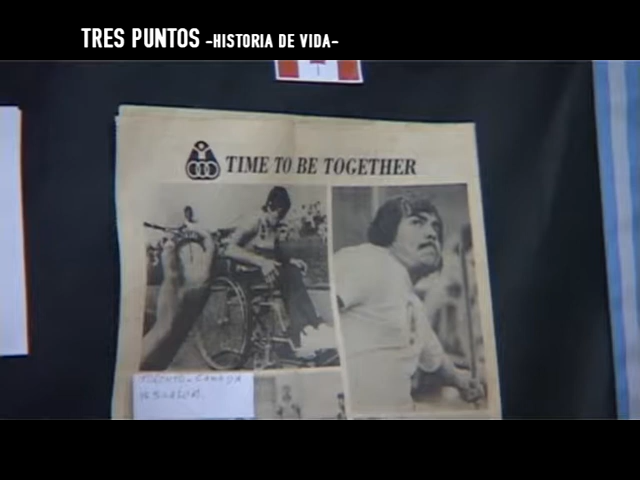 TRES PUNTOS -HISTORIA DE VIDA-
TIME TO BE TOGETHER
TORONTO - CANADA